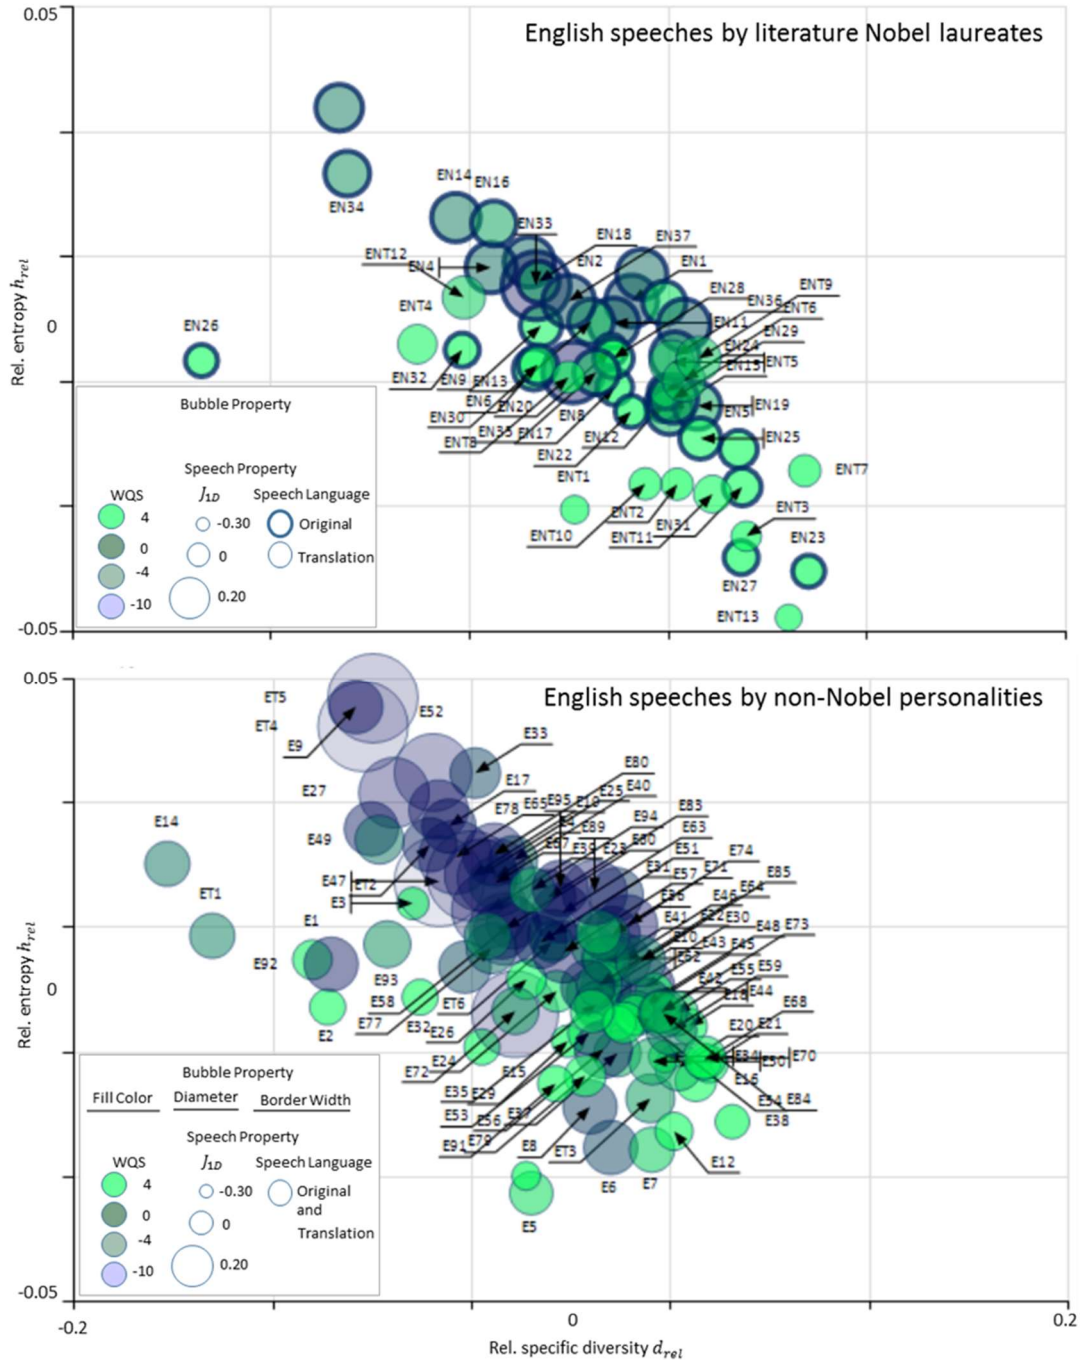 0.05
English speeches by literature Nobel laureates
EN14
EN16
EN34
EN33
EN18
EN37
ENT12
EN4
EN2
EN1
ENT9
ENT4
EN28
EN36
ENT6
Rel. entropy h_rel
0
EN26
EN11
EN29
EN24
ENT5
EN32
EN9
EN13
EN6
EN20
EN30
EN8
EN5
EN19
ENT8
EN35
EN17
EN12
EN25
EN22
ENT1
ENT7
ENT2
ENT3
ENT10
ENT11
EN31
EN23
EN27
ENT13
Bubble Property
Speech Property
WQS J1D Speech Language
4 -0.30 Original
0 0 Translation
-4
-10 0.20
-0.05
0.05
English speeches by non-Nobel personalities
ET5
E52
ET4
E9
E33
E80
E27
E17
E25
E40
E78
E65
E95
E83
E14
E49
E94
E89
E63
E51
E74
E47
ET2
E39
E23
E31
E71
E85
ET1
E3
E57
E64
E46
E1
E41
E22
E30
E48
E73
E92
E93
E10
E43
E45
Rel. entropy h_rel
0
E58
ET6
E42
E55
E59
E2
E77
E32
E26
E44
E68
E72
E24
E15
E20
E21
E35
E29
E70
E53
E56
E37
E16
E91
E79
E8
ET3
E54
E84
E38
E12
E6
E7
E5
Bubble Property
Fill Color Diameter Border Width
Speech Property
WQS J1D Speech Language
4 -0.30 Original
0 0 and
-4 Translation
-10 0.20
-0.05
-0.2 0 0.2
Rel. specific diversity d_rel